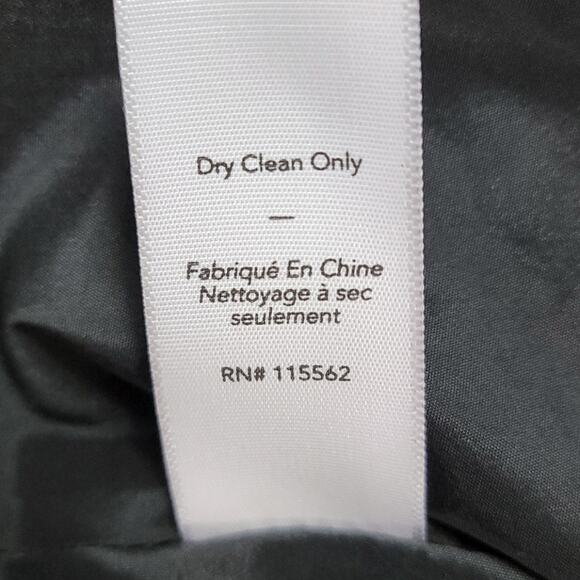 Dry Clean Only
—
Fabriqué En Chine
Nettoyage à sec
seulement
RN# 115562